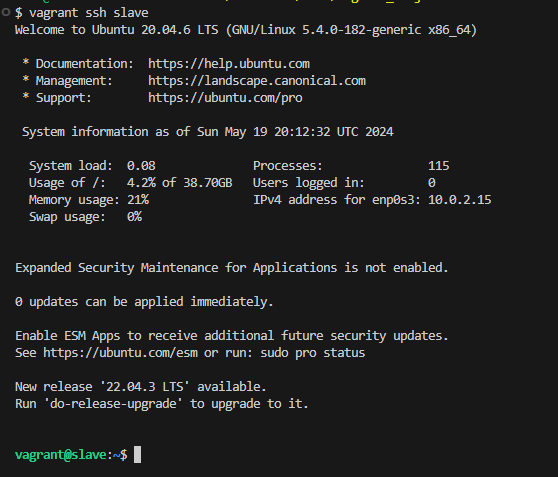 $ vagrant ssh slave
Welcome to Ubuntu 20.04.6 LTS (GNU/Linux 5.4.0-182-generic x86_64)
* Documentation: https://help.ubuntu.com
* Management: https://landscape.canonical.com
* Support: https://ubuntu.com/pro
System information as of Sun May 19 20:12:32 UTC 2024
System load: 0.08 Processes: 115
Usage of /: 4.2% of 38.70GB Users logged in: 0
Memory usage: 21% IPv4 address for enp0s3: 10.0.2.15
Swap usage: 0%
Expanded Security Maintenance for Applications is not enabled.
0 updates can be applied immediately.
Enable ESM Apps to receive additional future security updates.
See https://ubuntu.com/esm or run: sudo pro status
New release '22.04.3 LTS' available.
Run 'do-release-upgrade' to upgrade to it.
vagrant@slave:~$